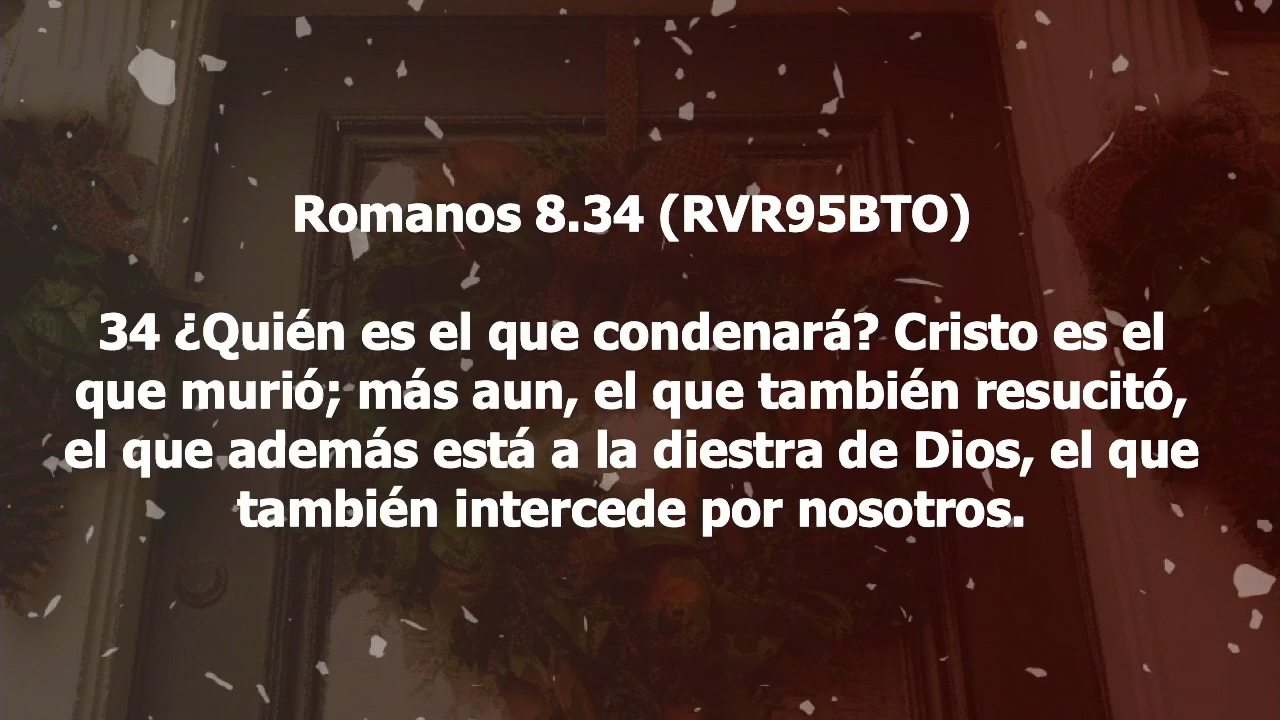 Romanos 8.34 (RVR95BTO)
34 ¿Quién es el que condenará? Cristo es el
que murió; más aun, el que también resucitó,
el que además está a la diestra de Dios, el que
también intercede por nosotros.